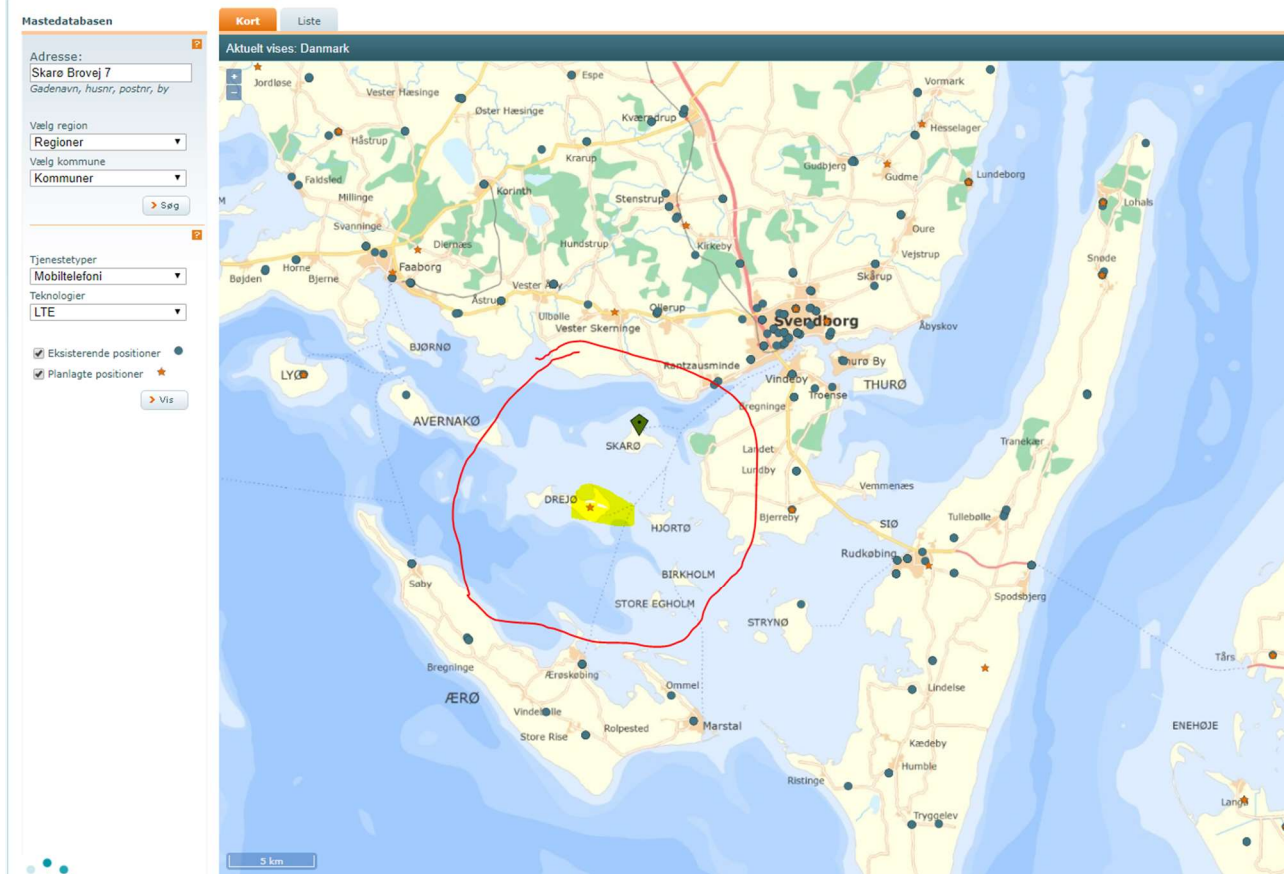 Mastedatabasen
Kort
Liste
Aktuelt vises: Danmark
?
Adresse:
Skarø Brovej 7
Gadenavn, husnr, postnr, by
Vælg region
Regioner
Vælg kommune
Kommuner
Søg
?
Tjenestetyper
Mobiltelefoni
Teknologier
LTE
Eksisterende positioner
Planlagte positioner
Vis
+
−
Jordløse
Espe
Vester Hæsinge
Øster Hæsinge
Kværndrup
Vormark
Hesselager
Håstrup
Krarup
Gudbjerg
Gudme
Lundeborg
Faldsled
Millinge
Korinth
Stenstrup
Lohals
Svanninge
Diernæs
Hundstrup
Kirkeby
Oure
Vejstrup
Snøde
Bøjden
Horne
Bjerne
Faaborg
Vester Åby
Skårup
Åstrup
Ulbølle
Ollerup
Vester Skerninge
Svendborg
Åbyskov
BJØRNØ
Rantzausminde
Thurø By
LYØ
Vindeby
THURØ
Troense
Bregninge
AVERNAKØ
SKARØ
Landet
Tranekær
Lundby
Vemmenæs
DREJØ
Bjerreby
SIØ
Tullebølle
HJORTØ
Rudkøbing
BIRKHOLM
Søby
STORE EGHOLM
Spodsbjerg
STRYNØ
Bregninge
Ærøskøbing
Tårs
ÆRØ
Ommel
Lindelse
Vindeballe
Store Rise
Rolpested
Marstal
ENEHØJE
Kædeby
Humble
Ristinge
Langø
Tryggelev
5 km